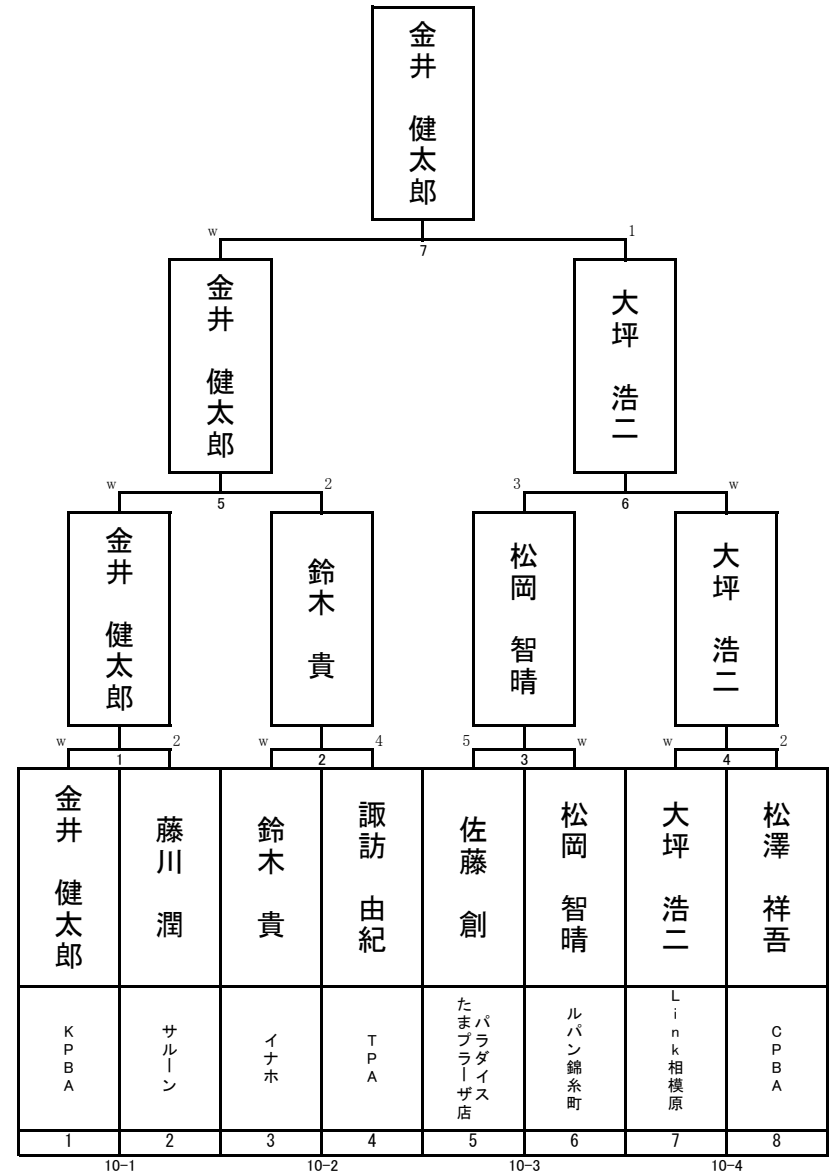 金井 健太郎
w
7
1
金井 健太郎
大坪 浩二
w
5
2
3
6
w
金井 健太郎
鈴木 貴
松岡 智晴
大坪 浩二
w
1
2
w
2
4
5
3
w
w
4
2
金井 健太郎
藤川 潤
鈴木 貴
諏訪 由紀
佐藤 創
松岡 智晴
大坪 浩二
松澤 祥吾
KPBA
サルーン
イナホ
TPA
パラダイス
たまプラーザ店
ルパン錦糸町
Link相模原
CPBA
1
2
3
4
5
6
7
8
10-1
10-2
10-3
10-4